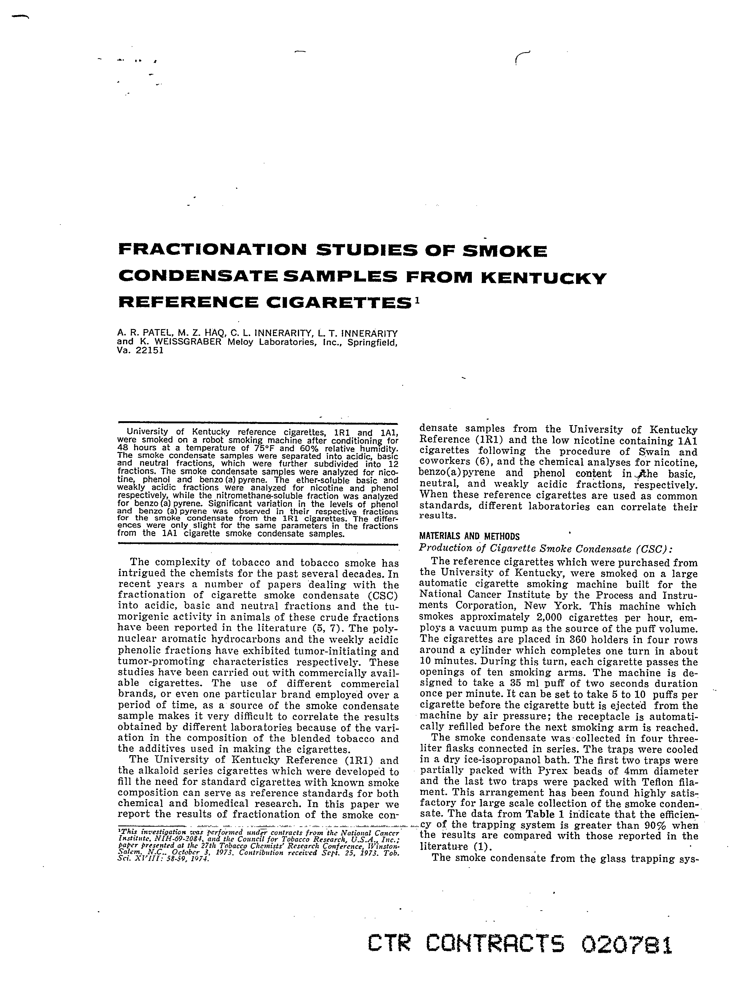 FRACTIONATION STUDIES OF SMOKE
CONDENSATE SAMPLES FROM KENTUCKY
REFERENCE CIGARETTES¹
A. R. PATEL, M. Z. HAQ, C. L. INNERARITY, L. T. INNERARITY
and K. WEISSGRABER Meloy Laboratories, Inc., Springfield,
Va. 22151
University of Kentucky reference cigarettes, 1R1 and 1A1,
were smoked on a robot smoking machine after conditioning for
48 hours at a temperature of 75°F and 60% relative humidity.
The smoke condensate samples were separated into acidic, basic
and neutral fractions, which were further subdivided into 12
fractions. The smoke condensate samples were analyzed for nico-
tine, phenol and benzo(a)pyrene. The ether-soluble basic and
weakly acidic fractions were analyzed for nicotine and phenol
respectively, while the nitromethane-soluble fraction was analyzed
for benzo(a)pyrene. Significant variation in the levels of phenol
and benzo (a)pyrene was observed in their respective fractions
for the smoke condensate from the 1R1 cigarettes. The differ-
ences were only slight for the same parameters in the fractions
from the 1A1 cigarette smoke condensate samples.
The complexity of tobacco and tobacco smoke has
intrigued the chemists for the past several decades. In
recent years a number of papers dealing with the
fractionation of cigarette smoke condensate (CSC)
into acidic, basic and neutral fractions and the tu-
morigenic activity in animals of these crude fractions
have been reported in the literature (5, 7). The poly-
nuclear aromatic hydrocarbons and the weakly acidic
phenolic fractions have exhibited tumor-initiating and
tumor-promoting characteristics respectively. These
studies have been carried out with commercially avail-
able cigarettes. The use of different commercial
brands, or even one particular brand employed over a
period of time, as a source of the smoke condensate
sample makes it very difficult to correlate the results
obtained by different laboratories because of the vari-
ation in the composition of the blended tobacco and
the additives used in making the cigarettes.
The University of Kentucky Reference (1R1) and
the alkaloid series cigarettes which were developed to
fill the need for standard cigarettes with known smoke
composition can serve as reference standards for both
chemical and biomedical research. In this paper we
report the results of fractionation of the smoke con-
¹This investigation was performed under contracts from the National Cancer
Institute, NIH-69-2084, and the Council for Tobacco Research, U.S.A., Inc.;
paper presented at the 27th Tobacco Chemists' Research Conference, Winston-
Salem, N.C., October 3, 1973. Contribution received Sept. 25, 1973. Tob.
Sci. XVIII: 58-59, 1974.
densate samples from the University of Kentucky
Reference (1R1) and the low nicotine containing 1A1
cigarettes following the procedure of Swain and
coworkers (6), and the chemical analyses for nicotine,
benzo(a)pyrene and phenol content in the basic,
neutral, and weakly acidic fractions, respectively.
When these reference cigarettes are used as common
standards, different laboratories can correlate their
results.
MATERIALS AND METHODS
Production of Cigarette Smoke Condensate (CSC):
The reference cigarettes which were purchased from
the University of Kentucky, were smoked on a large
automatic cigarette smoking machine built for the
National Cancer Institute by the Process and Instru-
ments Corporation, New York. This machine which
smokes approximately 2,000 cigarettes per hour, em-
ploys a vacuum pump as the source of the puff volume.
The cigarettes are placed in 360 holders in four rows
around a cylinder which completes one turn in about
10 minutes. During this turn, each cigarette passes the
openings of ten smoking arms. The machine is de-
signed to take a 35 ml puff of two seconds duration
once per minute. It can be set to take 5 to 10 puffs per
cigarette before the cigarette butt is ejected from the
machine by air pressure; the receptacle is automati-
cally refilled before the next smoking arm is reached.
The smoke condensate was collected in four three-
liter flasks connected in series. The traps were cooled
in a dry ice-isopropanol bath. The first two traps were
partially packed with Pyrex beads of 4mm diameter
and the last two traps were packed with Teflon fila-
ment. This arrangement has been found highly satis-
factory for large scale collection of the smoke conden-
sate. The data from Table 1 indicate that the efficien-
cy of the trapping system is greater than 90% when
the results are compared with those reported in the
literature (1).
The smoke condensate from the glass trapping sys-
CTR CONTRACTS 020781